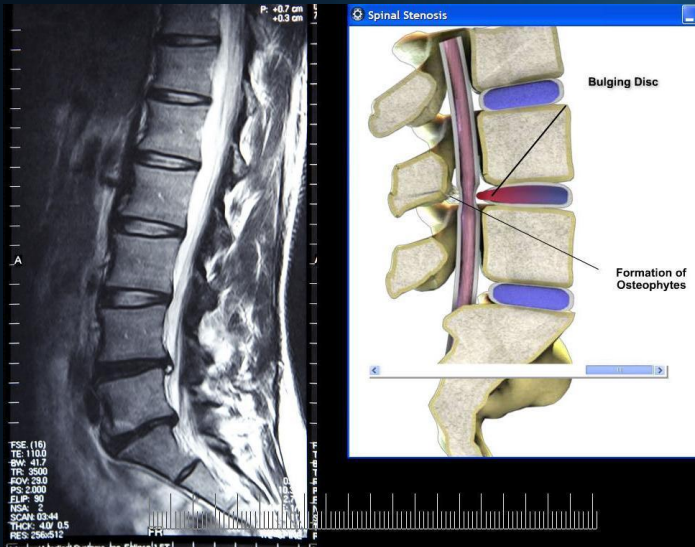 P: +0.7 cm
+0.3 cm
A
FSE (16)
TE: 110.0
BW: 41.7
TR: 3500
FOV: 29.0
PS: 2.000
FLIP: 90
NSA: 2
SCAN: 03:44
THCK: 4.0/ 0.5
RES: 256x512
FR
Spinal Stenosis
Bulging Disc
Formation of
Osteophytes